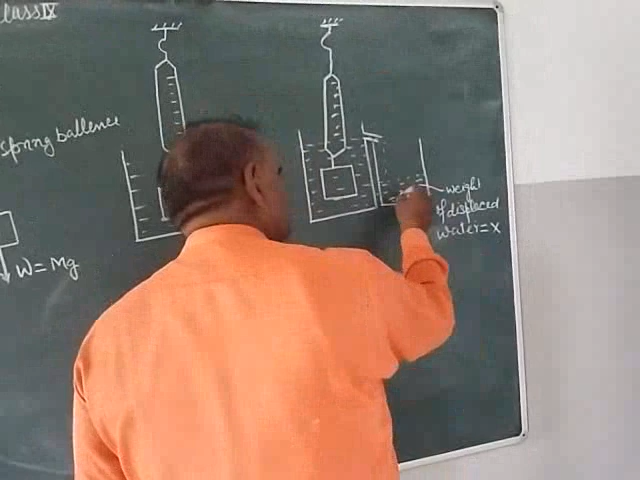 Class IX
spring ballence
W = Mg
weight
of displaced
water = x